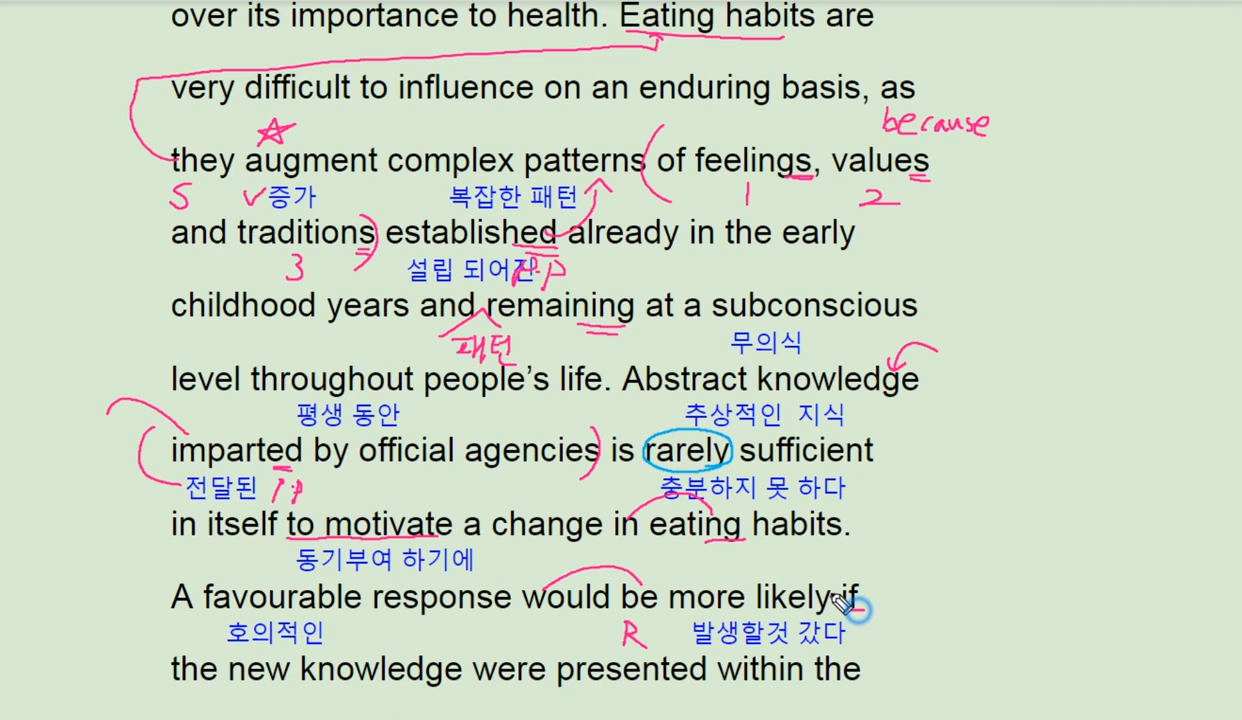 over its importance to health. Eating habits are
very difficult to influence on an enduring basis, as
because
they augment complex patterns of feelings, values
S V 증가 복잡한 패턴 1 2
and traditions established already in the early
3 설립 되어진 P.P
childhood years and remaining at a subconscious
패턴 무의식
level throughout people's life. Abstract knowledge
평생 동안 추상적인 지식
imparted by official agencies is rarely sufficient
전달된 P.P 충분하지 못 하다
in itself to motivate a change in eating habits.
동기부여 하기에
A favourable response would be more likely if
호의적인 R 발생할것 갔다
the new knowledge were presented within the